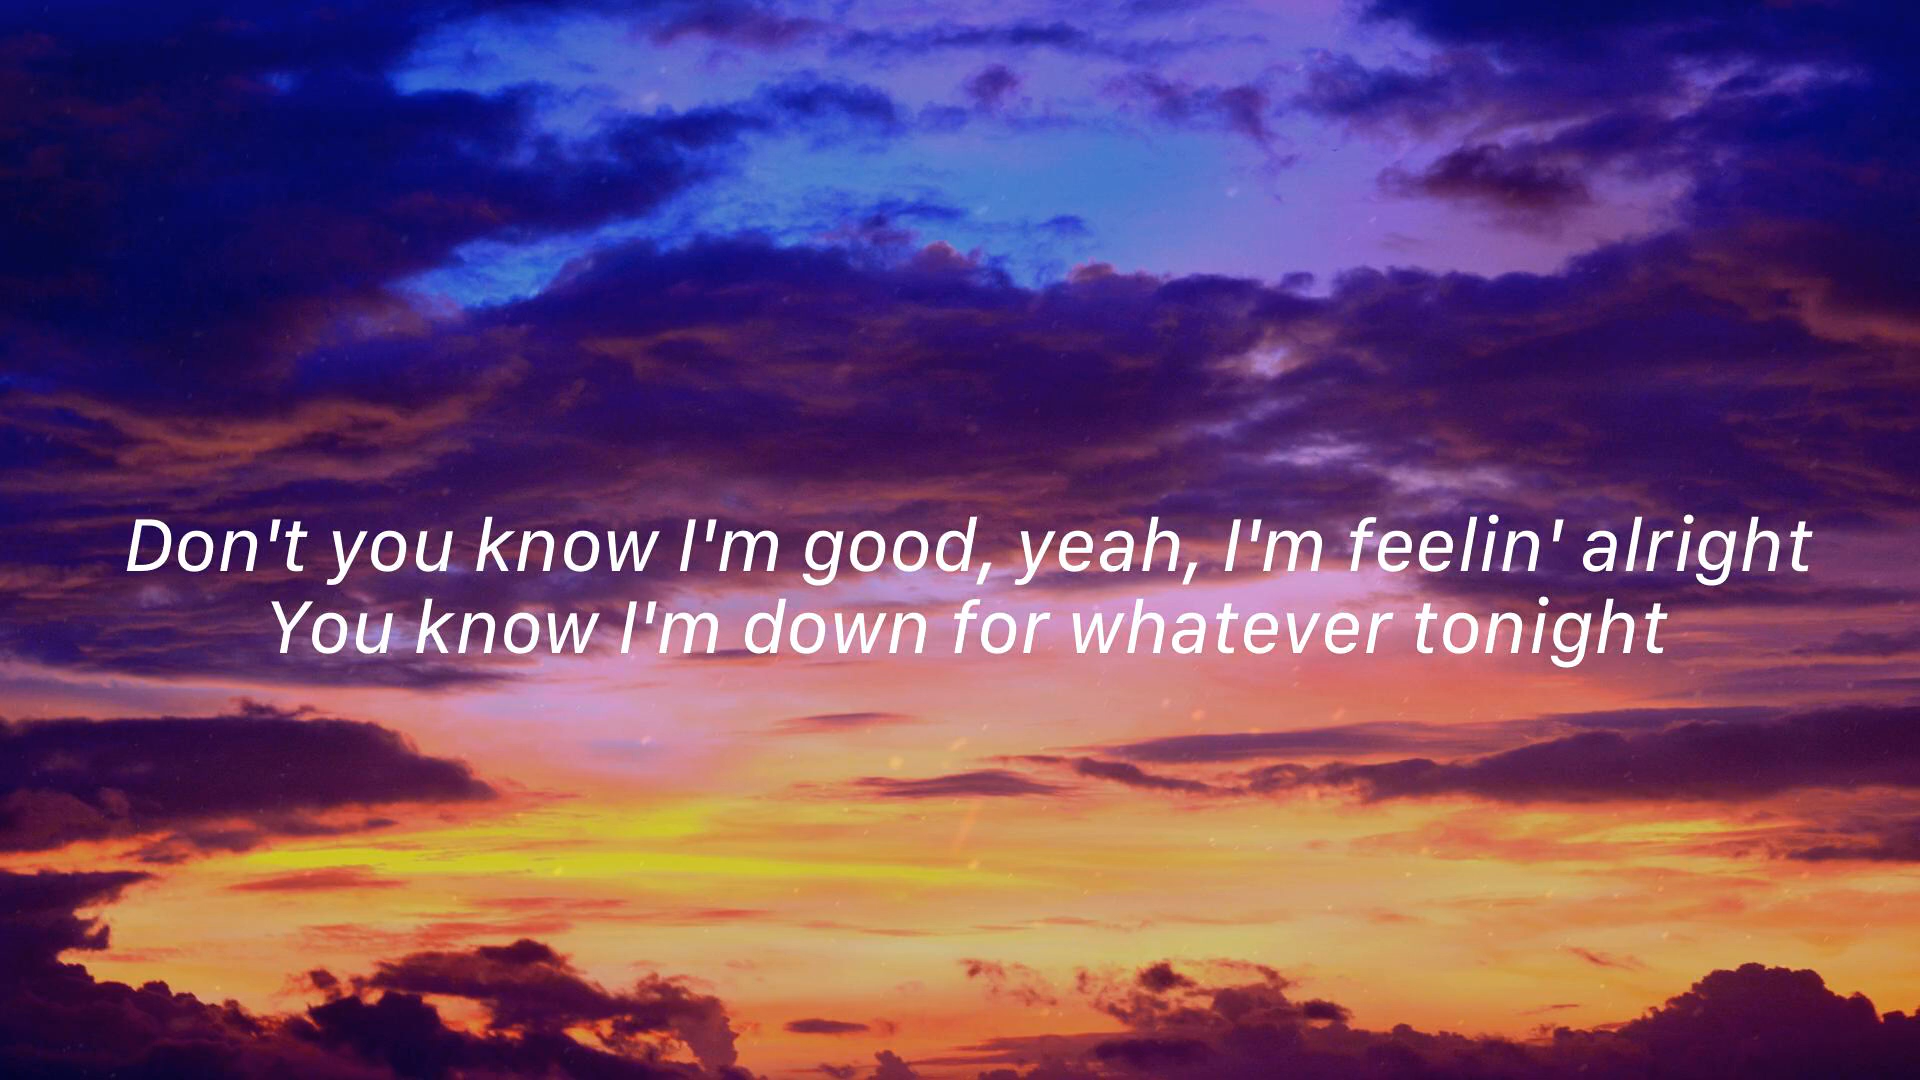 Don't you know I'm good, yeah, I'm feelin' alright
You know I'm down for whatever tonight